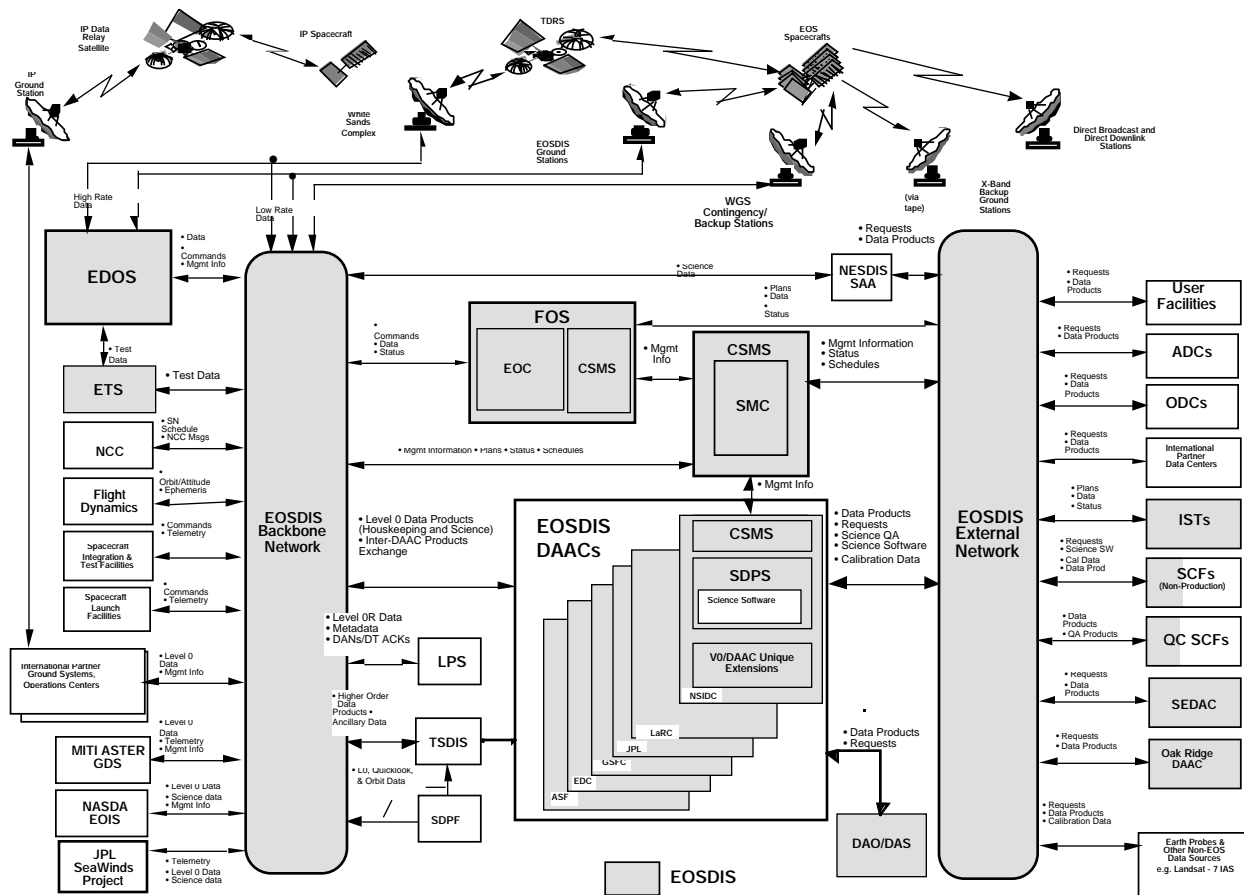 IP Data
Relay
Satellite
IP Spacecraft
TDRS
EOS
Spacecrafts
IP
Ground
Station
White
Sands
Complex
EOSDIS
Ground
Stations
Direct Broadcast and
Direct Downlink
Stations
High Rate
Data
Low Rate
Data
WGS
Contingency/
Backup Stations
(via
tape)
X-Band
Backup
Ground
Stations
EDOS
• Data
•
Commands
• Mgmt Info
• Test
Data
ETS
• Test Data
NCC
• SN
Schedule
• NCC Msgs
Flight
Dynamics
•
Orbit/Attitude
• Ephemeris
Spacecraft
Integration &
Test Facilities
• Commands
• Telemetry
Spacecraft
Launch
Facilities
•
Commands
• Telemetry
International Partner
Ground Systems,
Operations Centers
• Level 0
Data
• Mgmt Info
MITI ASTER
GDS
• Level 0
Data
• Telemetry
• Mgmt Info
NASDA
EOIS
• Level 0 Data
• Science data
• Mgmt Info
JPL
SeaWinds
Project
• Telemetry
• Level 0 Data
• Science data
EOSDIS
Backbone
Network
• Science
Data
NESDIS
SAA
• Requests
• Data Products
•
Commands
• Data
• Status
FOS
EOC
CSMS
• Plans
• Data
•
Status
• Mgmt
Info
CSMS
SMC
• Mgmt Information
• Status
• Schedules
• Mgmt Information • Plans • Status • Schedules
• Mgmt Info
• Level 0 Data Products
(Houskeeping and Science)
• Inter-DAAC Products
Exchange
EOSDIS
DAACs
CSMS
SDPS
Science Software
V0/DAAC Unique
Extensions
NSIDC
LaRC
JPL
GSFC
EDC
ASF
• Data Products
• Requests
• Science QA
• Science Software
• Calibration Data
• Level 0R Data
• Metadata
• DANs/DT ACKs
LPS
• Higher Order
Data
Products •
Ancillary Data
TSDIS
• L0, Quicklook,
& Orbit Data
SDPF
• Data Products
• Requests
DAO/DAS
EOSDIS
EOSDIS
External
Network
• Requests
• Data
Products
User
Facilities
• Requests
• Data Products
ADCs
• Requests
• Data
Products
ODCs
• Requests
• Data
Products
International
Partner
Data Centers
• Plans
• Data
• Status
ISTs
• Requests
• Science SW
• Cal Data
• Data Prod
SCFs
(Non-Production)
• Data
Products
• QA Products
QC SCFs
• Requests
• Data
Products
SEDAC
• Requests
• Data Products
Oak Ridge
DAAC
• Requests
• Data Products
• Calibration Data
Earth Probes &
Other Non-EOS
Data Sources
e.g. Landsat - 7 IAS